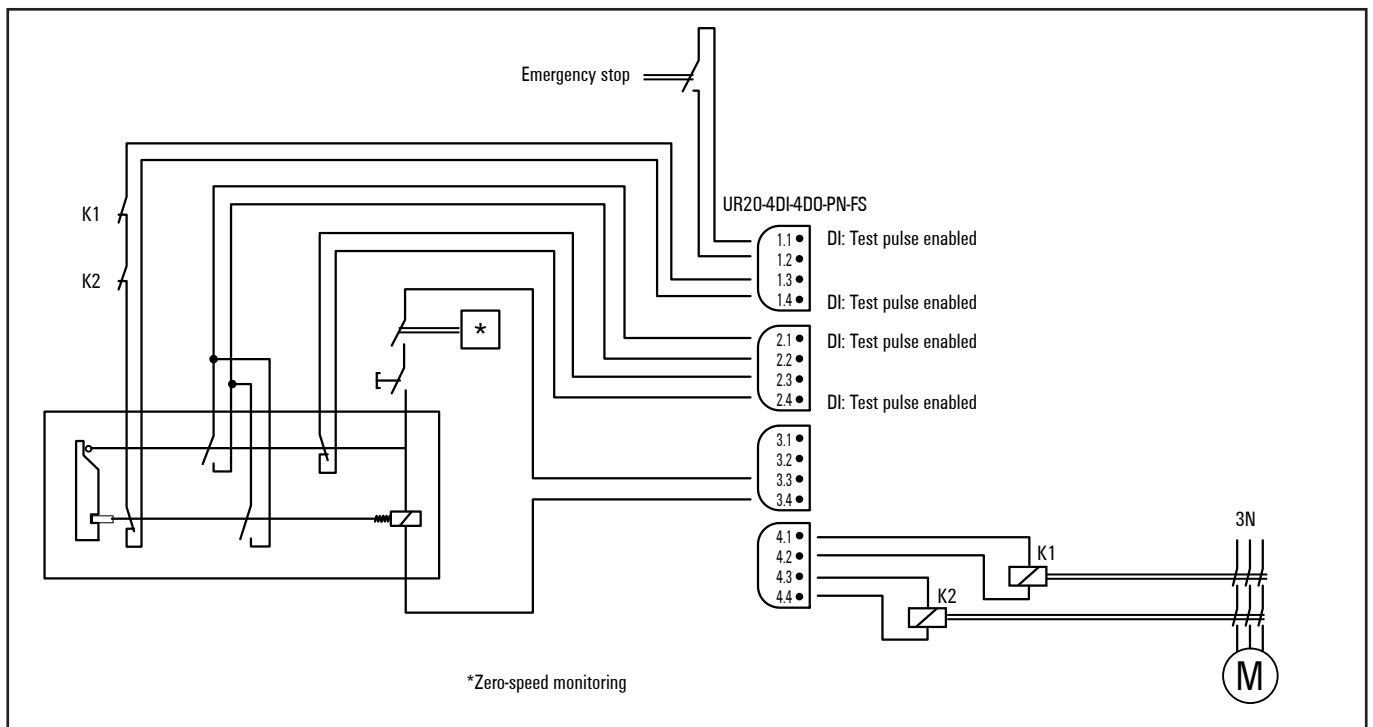 Emergency stop
UR20-4DI-4DO-PN-FS
K1
K2
1.1 DI: Test pulse enabled
1.2
1.3
1.4 DI: Test pulse enabled
*
2.1 DI: Test pulse enabled
2.2
2.3
2.4 DI: Test pulse enabled
3.1
3.2
3.3
3.4
4.1
4.2
4.3
4.4
K1
K2
3N
M
*Zero-speed monitoring